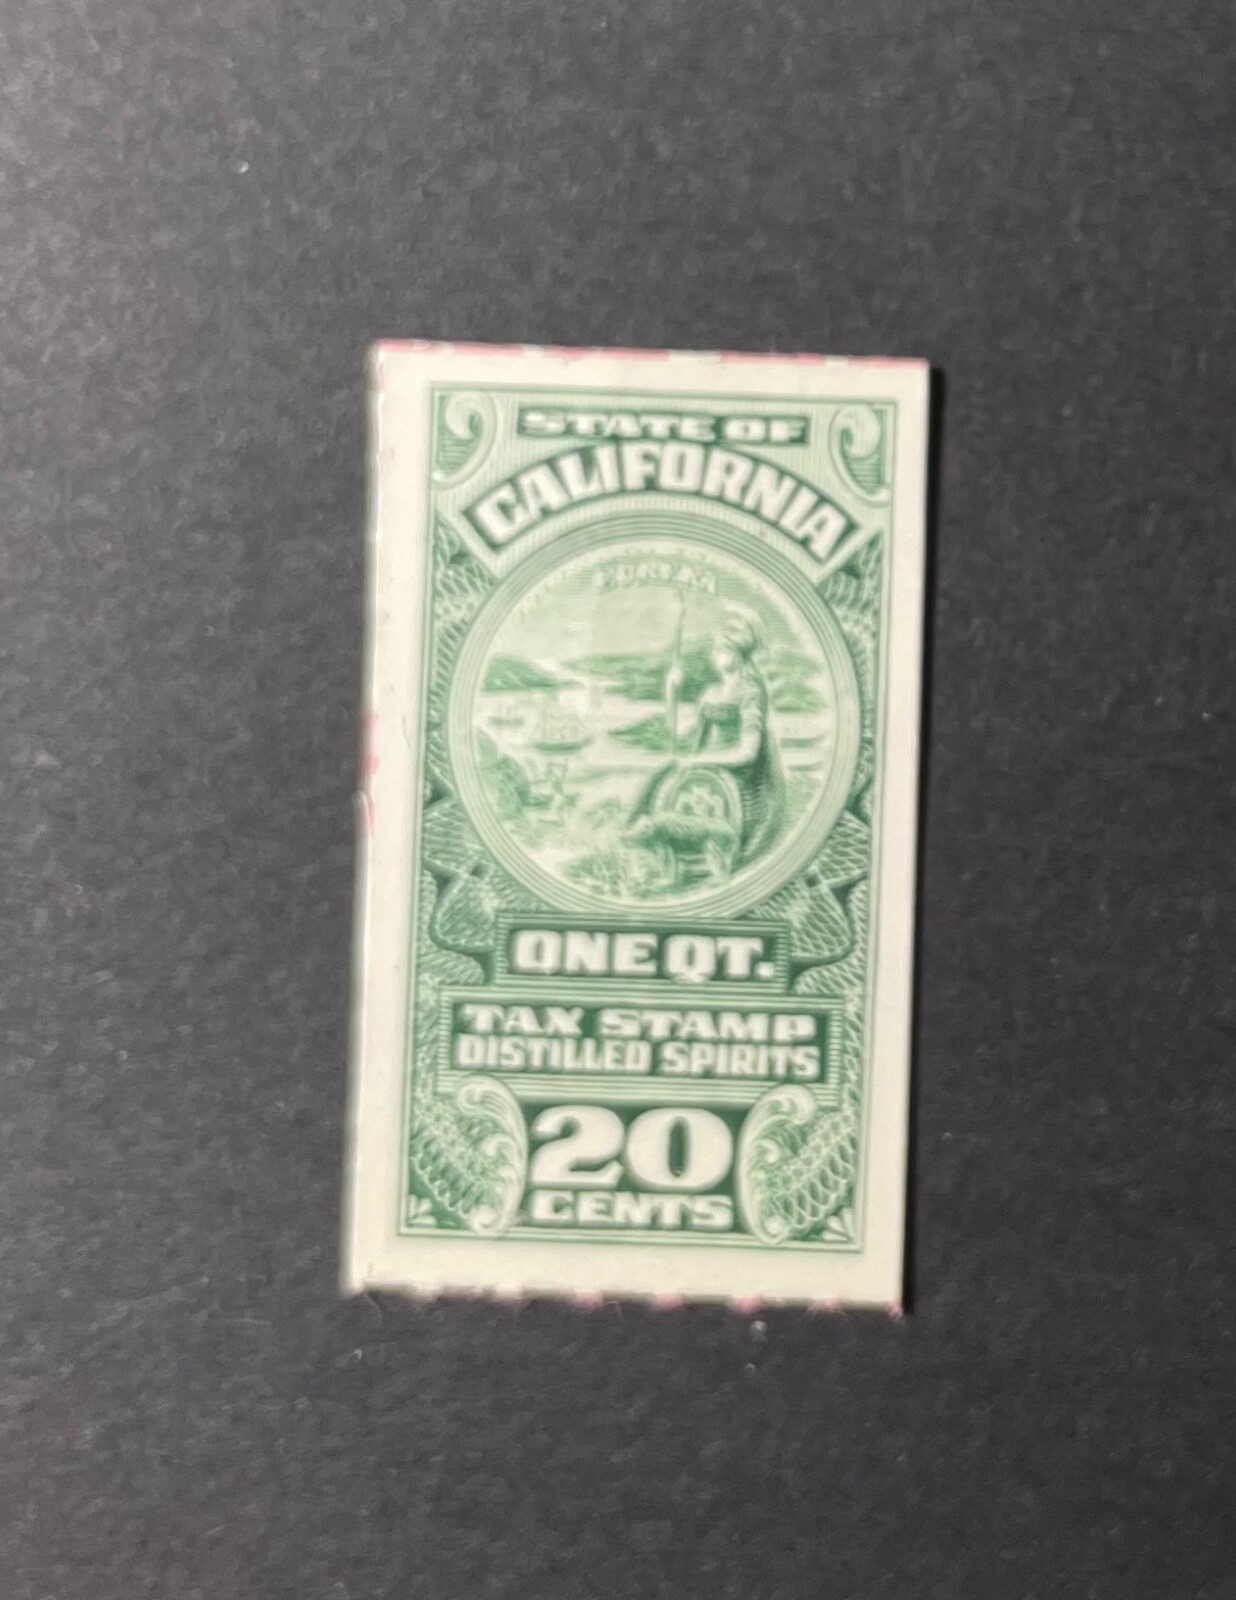 STATE OF
CALIFORNIA
EUREKA
ONE QT.
TAX STAMP
DISTILLED SPIRITS
20
CENTS